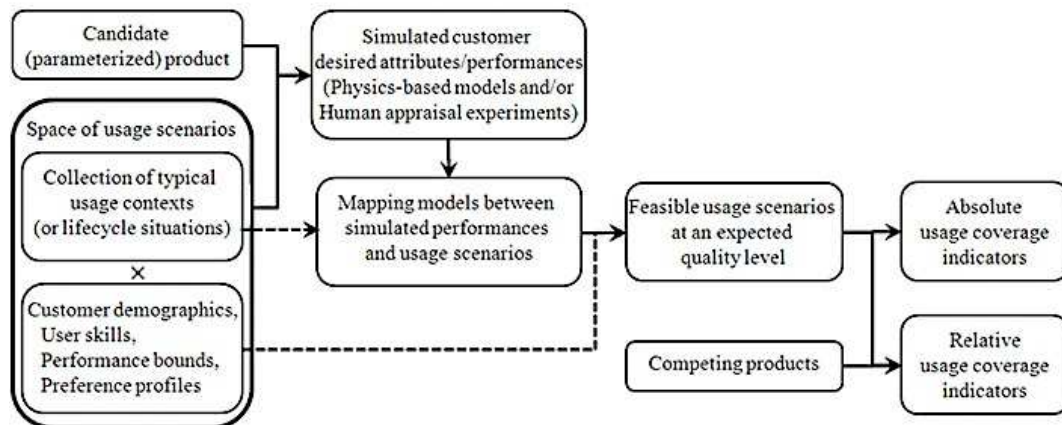 Candidate
(parameterized) product
Simulated customer
desired attributes/performances
(Physics-based models and/or
Human appraisal experiments)
Space of usage scenarios
Collection of typical
usage contexts
(or lifecycle situations)
×
Customer demographics,
User skills,
Performance bounds,
Preference profiles
Mapping models between
simulated performances
and usage scenarios
Feasible usage scenarios
at an expected
quality level
Competing products
Absolute
usage coverage
indicators
Relative
usage coverage
indicators